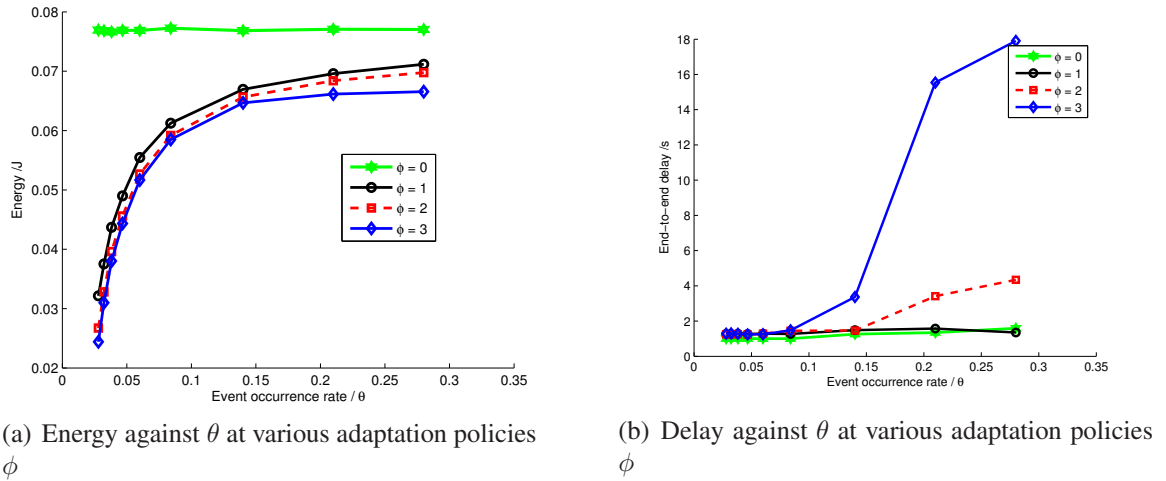 0.08
0.07
0.06
0.05
0.04
0.03
0.02
0
0.05
0.1
0.15
0.2
0.25
0.3
0.35
Energy /J
Event occurrence rate / θ
ϕ = 0
ϕ = 1
ϕ = 2
ϕ = 3
(a) Energy against θ at various adaptation policies
ϕ
18
16
14
12
10
8
6
4
2
0
0
0.05
0.1
0.15
0.2
0.25
0.3
0.35
End-to-end delay /s
Event occurrence rate / θ
ϕ = 0
ϕ = 1
ϕ = 2
ϕ = 3
(b) Delay against θ at various adaptation policies
ϕ